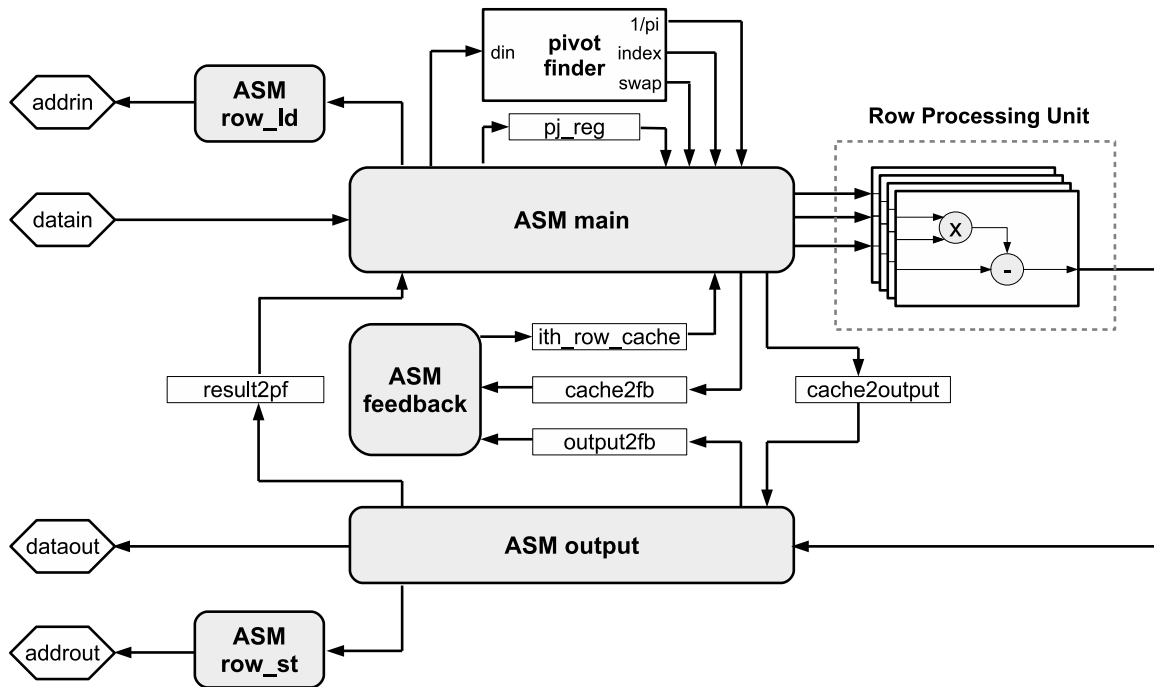 1/pi
din
pivot
finder
index
swap
addrin
ASM
row_ld
pj_reg
Row Processing Unit
datain
ASM main
x
-
ASM
feedback
ith_row_cache
result2pf
cache2fb
cache2output
output2fb
dataout
ASM output
addrout
ASM
row_st